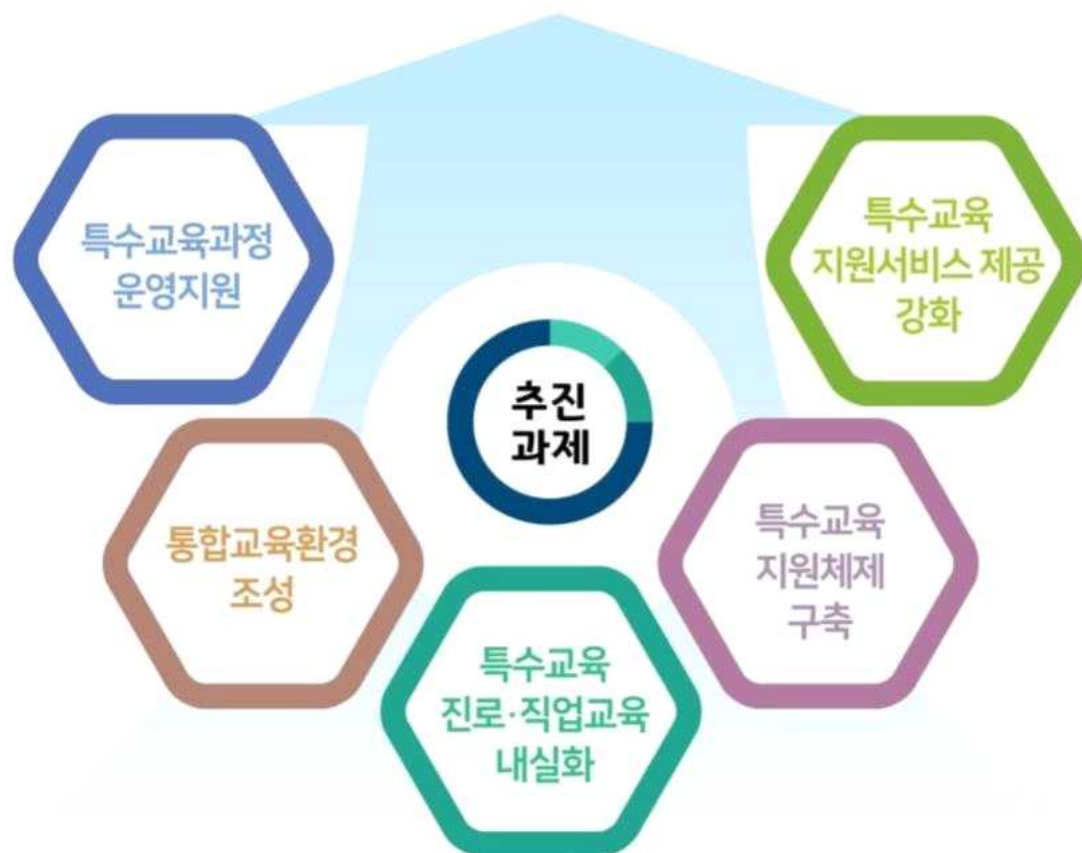 특수교육과정
운영지원
특수교육
지원서비스 제공
강화
추진
과제
통합교육환경
조성
특수교육
지원체제
구축
특수교육
진로·직업교육
내실화